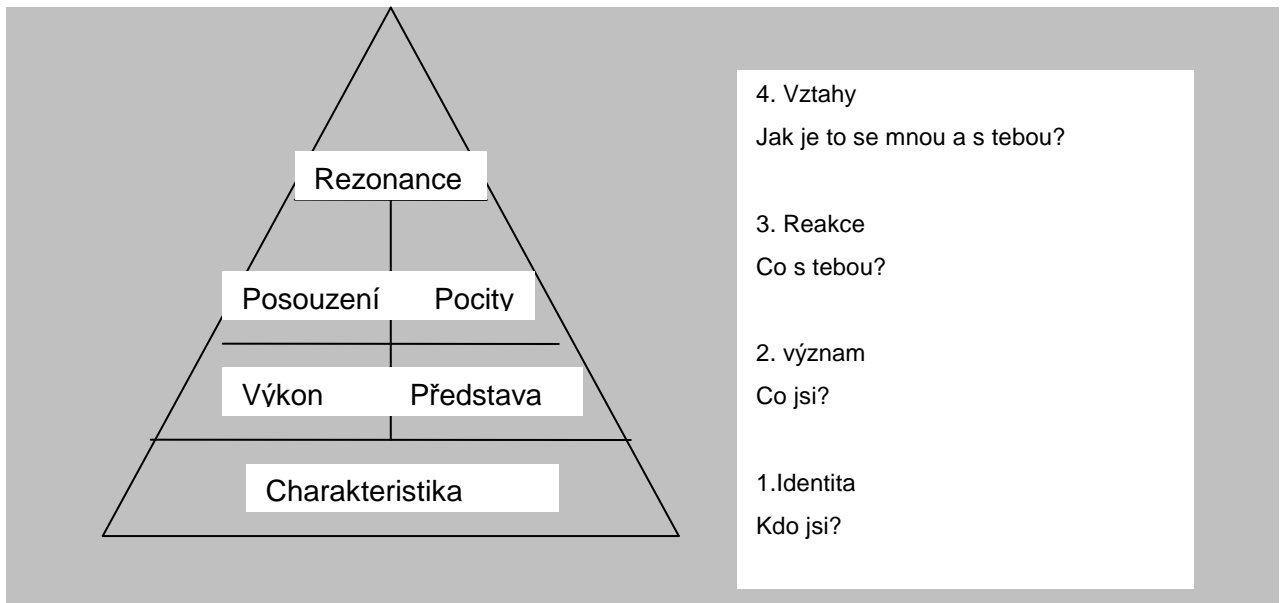 Rezonance
Posouzení Pocity
Výkon Představa
Charakteristika
4. Vztahy
Jak je to se mnou a s tebou?
3. Reakce
Co s tebou?
2. význam
Co jsi?
1.Identita
Kdo jsi?